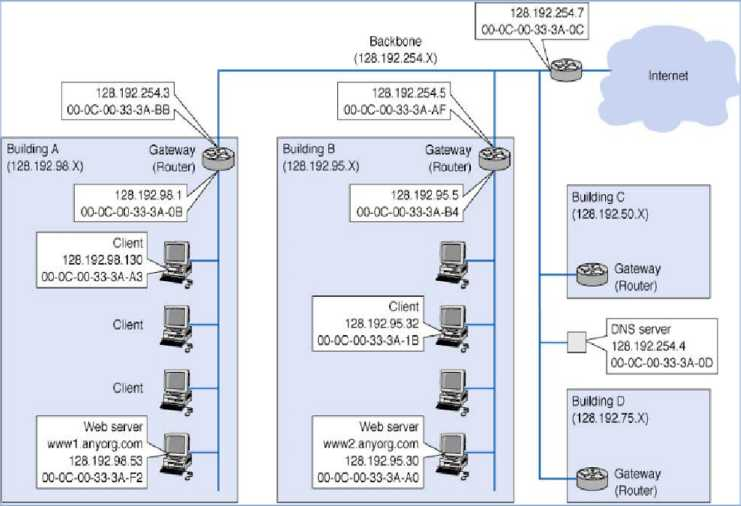 128.192.254.7
00-0C-00-33-3A-0C
Backbone
(128.192.254.X)
Internet
128.192.254.3
00-0C-00-33-3A-BB
128.192.254.5
00-0C-00-33-3A-AF
Building A
(128.192.98.X)
Gateway
(Router)
128.192.98.1
00-0C-00-33-3A-0B
Client
128.192.98.130
00-0C-00-33-3A-A3
Client
Client
Web server
www1.anyorg.com
128.192.98.53
00-0C-00-33-3A-F2
Building B
(128.192.95.X)
Gateway
(Router)
128.192.95.5
00-0C-00-33-3A-B4
Client
128.192.95.32
00-0C-00-33-3A-1B
Web server
www2.anyorg.com
128.192.95.30
00-0C-00-33-3A-A0
Building C
(128.192.50.X)
Gateway
(Router)
DNS server
128.192.254.4
00-0C-00-33-3A-0D
Building D
(128.192.75.X)
Gateway
(Router)